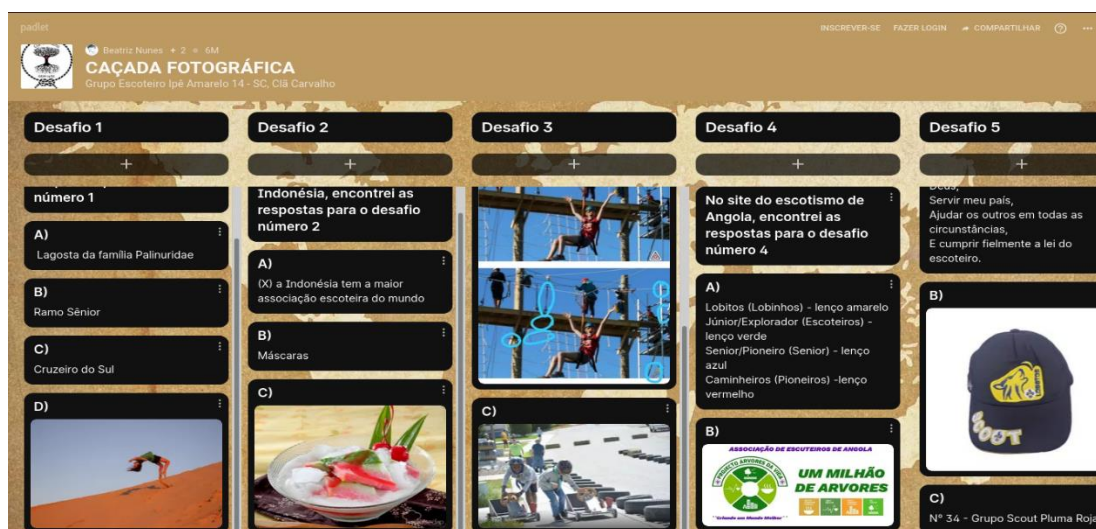 padlet
INSCREVER-SE FAZER LOGIN COMPARTILHAR
Beatriz Nunes + 2 6M
CAÇADA FOTOGRÁFICA
Grupo Escoteiro Ipê Amarelo 14 - SC, Clã Carvalho
Desafio 1
número 1
A)
Lagosta da família Palinuridae
B)
Ramo Sênior
C)
Cruzeiro do Sul
D)
Desafio 2
Indonésia, encontrei as
respostas para o desafio
número 2
A)
(X) a Indonésia tem a maior
associação escoteira do mundo
B)
Máscaras
C)
Desafio 3
C)
Desafio 4
No site do escotismo de
Angola, encontrei as
respostas para o desafio
número 4
A)
Lobitos (Lobinhos) - lenço amarelo
Júnior/Explorador (Escoteiros) -
lenço verde
Senior/Pioneiro (Senior) - lenço
azul
Caminheiros (Pioneiros) -lenço
vermelho
B)
ASSOCIAÇÃO DE ESCUTEIROS DE ANGOLA
UM MILHÃO
DE ARVORES
"Criando um Mundo Melhor"
Desafio 5
Deus,
Servir meu país,
Ajudar os outros em todas as
circunstâncias,
E cumprir fielmente a lei do
escoteiro.
B)
LOBATOS
SCOUT
C)
N° 34 - Grupo Scout Pluma Roja